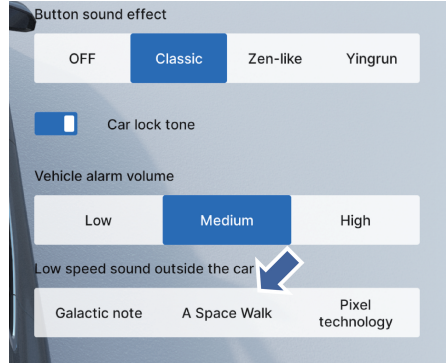 Button sound effect
OFF Classic Zen-like Yingrun
Car lock tone
Vehicle alarm volume
Low Medium High
Low speed sound outside the car
Galactic note A Space Walk Pixel
technology